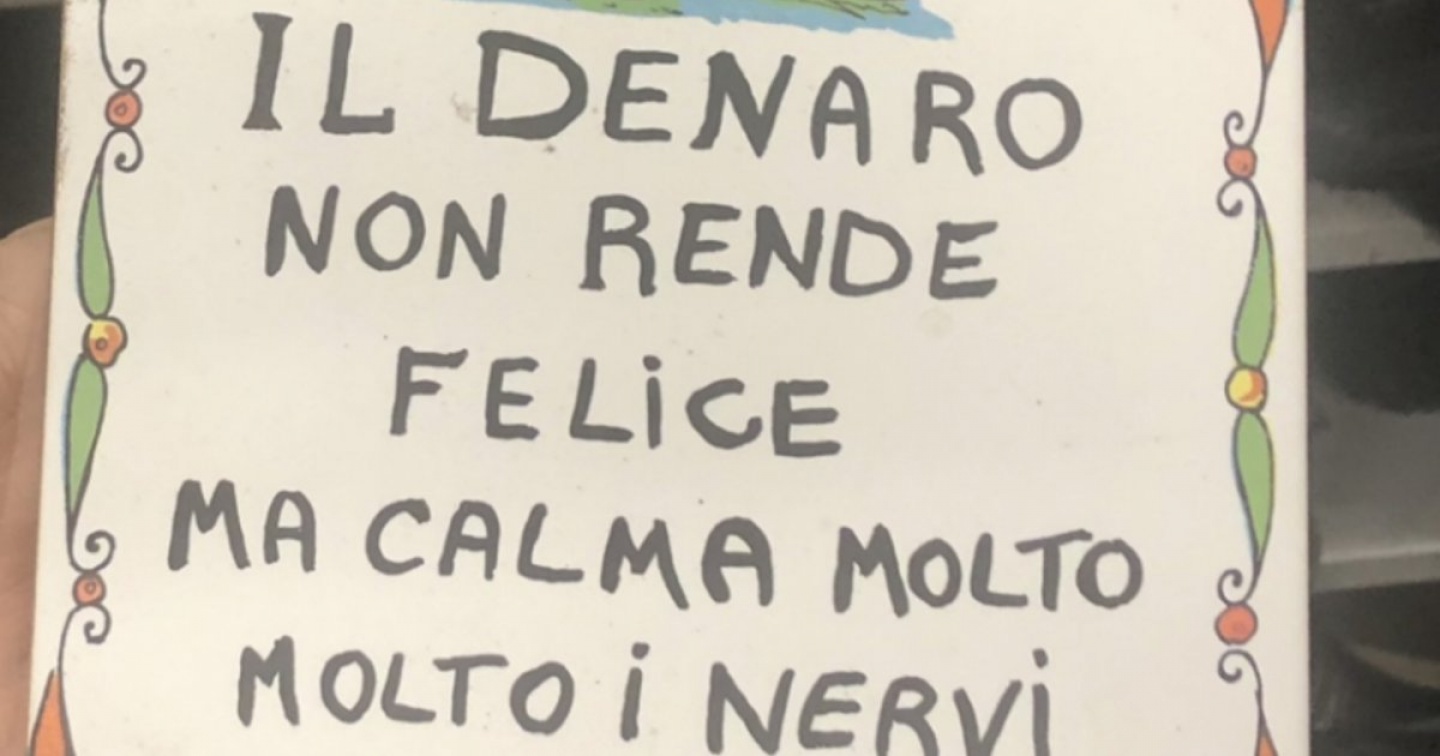 IL DENARO
NON RENDE
FELiCE
MA CALMA MOLTO
MOLTO i NERVi